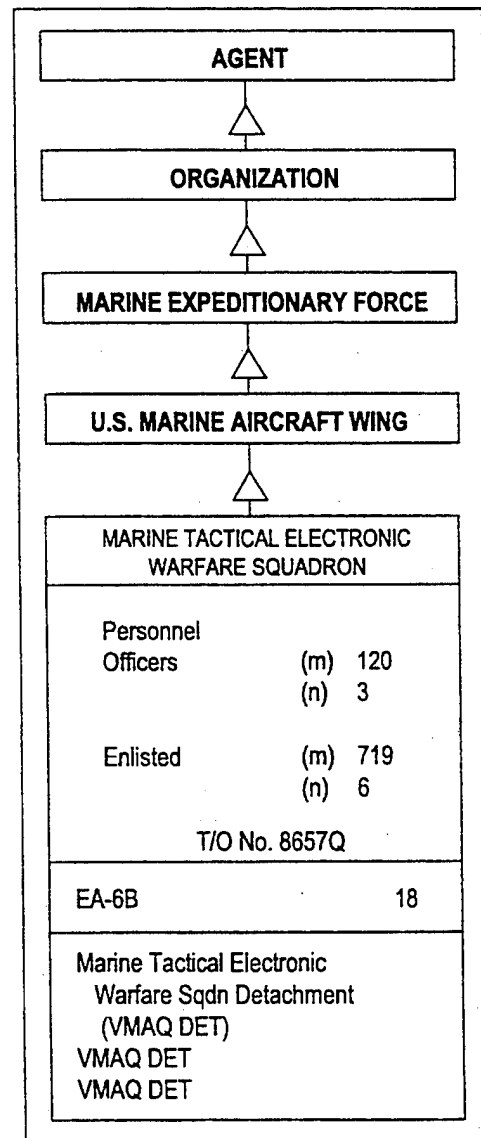 AGENT
ORGANIZATION
MARINE EXPEDITIONARY FORCE
U.S. MARINE AIRCRAFT WING
MARINE TACTICAL ELECTRONIC
WARFARE SQUADRON
Personnel
Officers (m) 120
(n) 3
Enlisted (m) 719
(n) 6
T/O No. 8657Q
EA-6B 18
Marine Tactical Electronic
Warfare Sqdn Detachment
(VMAQ DET)
VMAQ DET
VMAQ DET